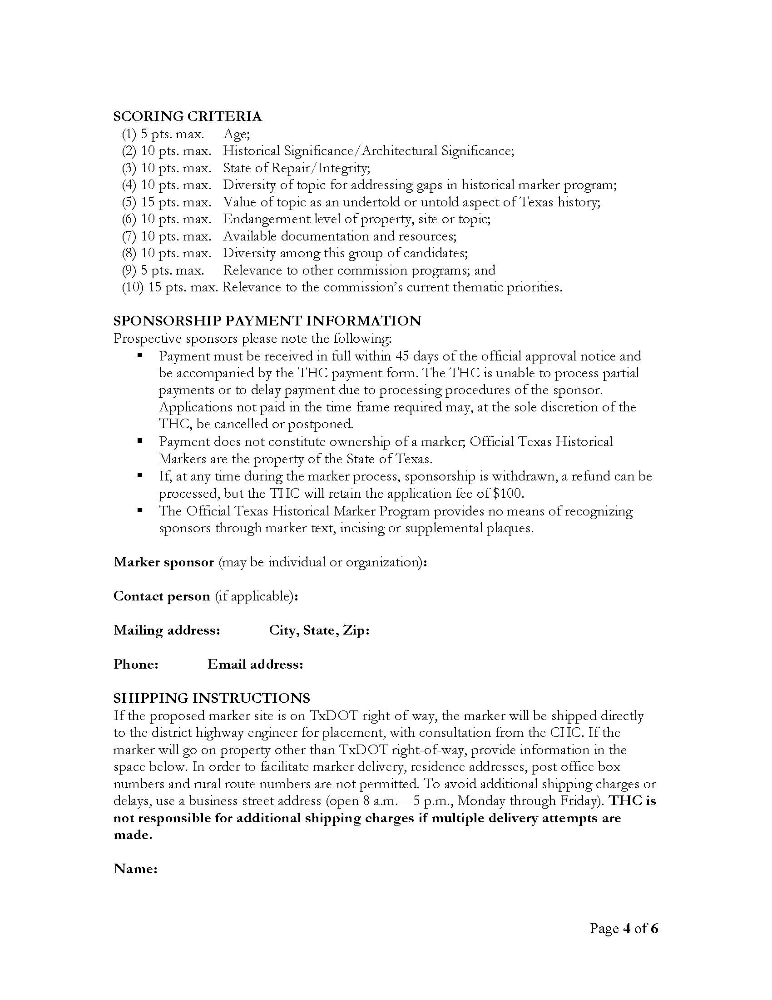 SCORING CRITERIA
(1) 5 pts. max. Age;
(2) 10 pts. max. Historical Significance/Architectural Significance;
(3) 10 pts. max. State of Repair/Integrity;
(4) 10 pts. max. Diversity of topic for addressing gaps in historical marker program;
(5) 15 pts. max. Value of topic as an undertold or untold aspect of Texas history;
(6) 10 pts. max. Endangerment level of property, site or topic;
(7) 10 pts. max. Available documentation and resources;
(8) 10 pts. max. Diversity among this group of candidates;
(9) 5 pts. max. Relevance to other commission programs; and
(10) 15 pts. max. Relevance to the commission’s current thematic priorities.
SPONSORSHIP PAYMENT INFORMATION
Prospective sponsors please note the following:
▪ Payment must be received in full within 45 days of the official approval notice and
be accompanied by the THC payment form. The THC is unable to process partial
payments or to delay payment due to processing procedures of the sponsor.
Applications not paid in the time frame required may, at the sole discretion of the
THC, be cancelled or postponed.
▪ Payment does not constitute ownership of a marker; Official Texas Historical
Markers are the property of the State of Texas.
▪ If, at any time during the marker process, sponsorship is withdrawn, a refund can be
processed, but the THC will retain the application fee of $100.
▪ The Official Texas Historical Marker Program provides no means of recognizing
sponsors through marker text, incising or supplemental plaques.
Marker sponsor (may be individual or organization):
Contact person (if applicable):
Mailing address: City, State, Zip:
Phone: Email address:
SHIPPING INSTRUCTIONS
If the proposed marker site is on TxDOT right-of-way, the marker will be shipped directly
to the district highway engineer for placement, with consultation from the CHC. If the
marker will go on property other than TxDOT right-of-way, provide information in the
space below. In order to facilitate marker delivery, residence addresses, post office box
numbers and rural route numbers are not permitted. To avoid additional shipping charges or
delays, use a business street address (open 8 a.m.—5 p.m., Monday through Friday). THC is
not responsible for additional shipping charges if multiple delivery attempts are
made.
Name:
Page 4 of 6